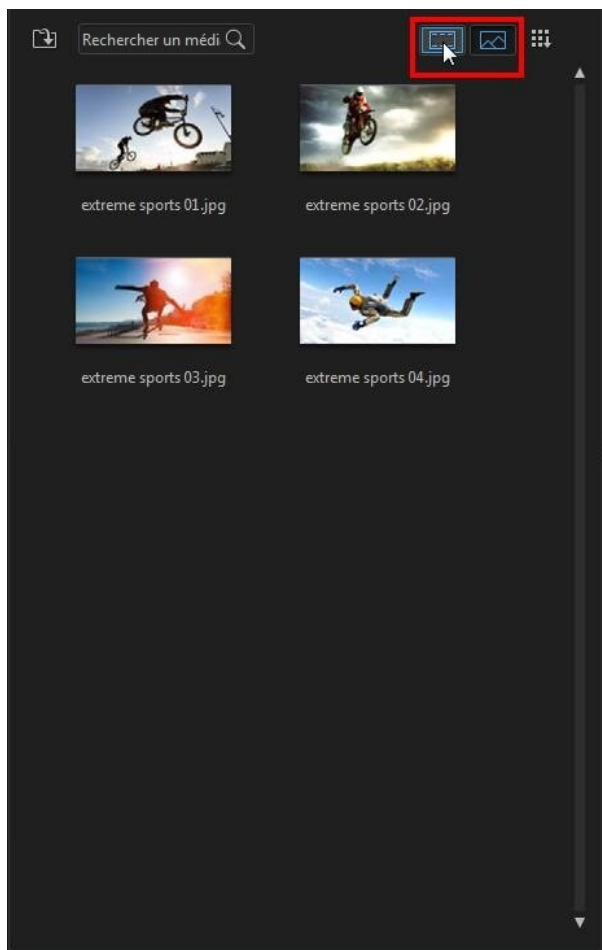 Rechercher un médi
extreme sports 01.jpg
extreme sports 02.jpg
extreme sports 03.jpg
extreme sports 04.jpg